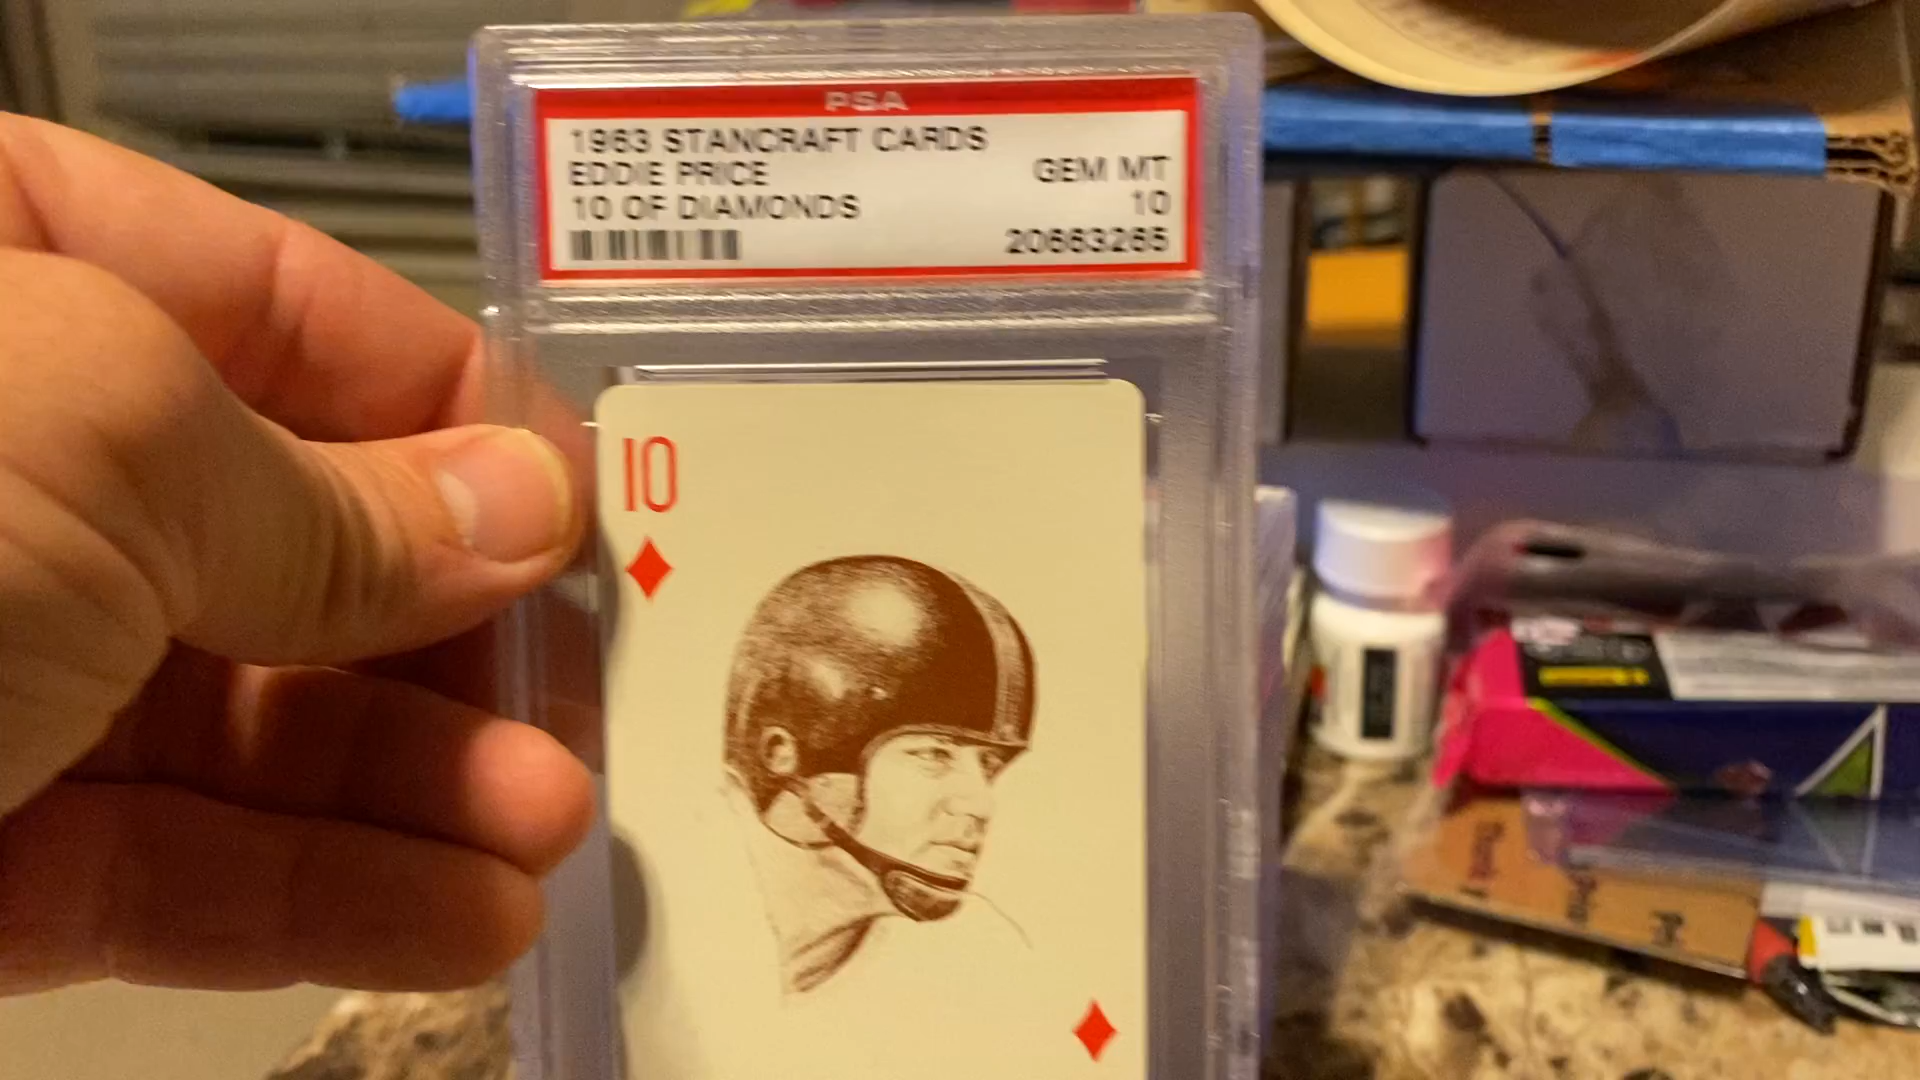 PSA
1963 STANCRAFT CARDS
EDDIE PRICE
GEM MT
10 OF DIAMONDS
10
20663265
10